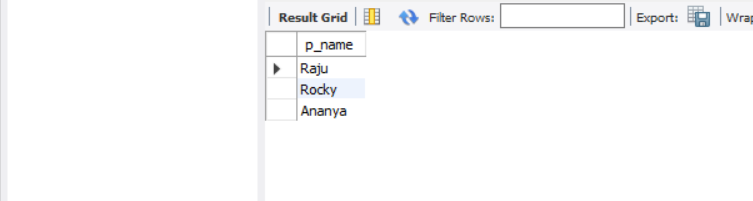 Result Grid Filter Rows: Export: Wrap
p_name
Raju
Rocky
Ananya